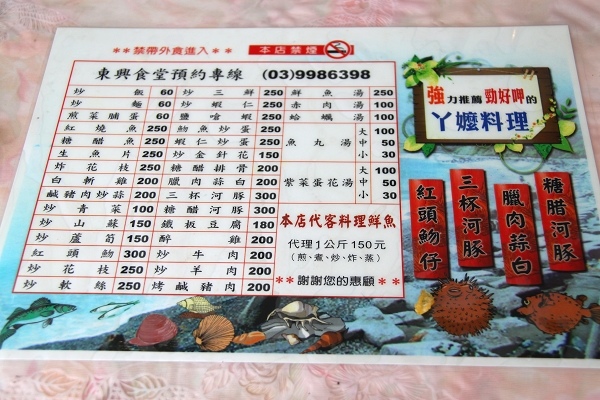 **禁帶外食進入** 本店禁煙
東興食堂預約專線 (03)9986398
炒飯 60 炒三鮮 250 鮮魚湯 250
炒麵 60 炒蝦仁 250 赤肉湯 100
煎菜脯蛋 60 鹽嗆蝦 250 蛤蠣湯 100
紅燒魚 250 魩魚炒蛋 250 魚丸湯 大 100
糖醋魚 250 蝦仁炒蛋 200 中 50
生魚片 250 炒金針花 150 小 30
炸花枝 250 糖醋排骨 200 紫菜蛋花湯 大 100
白斬雞 200 臘肉蒜白 200 中 50
鹹豬肉炒蒜 200 三杯河豚 300 小 30
炒青菜 100 糖醋河豚 300
炒山蘇 150 鐵板豆腐 180
炒蘆筍 150 醉雞 200
紅頭魩 300 炒牛肉 200
炒花枝 250 炒羊肉 200
炒軟絲 250 烤鹹豬肉 200
本店代客料理鮮魚
代理1公斤150元
(煎、煮、炒、炸、蒸)
**謝謝您的惠顧**
強力推薦 勁好呷的
ㄚ嬤料理
紅頭魩仔
三杯河豚
臘肉蒜白
糖腊河豚